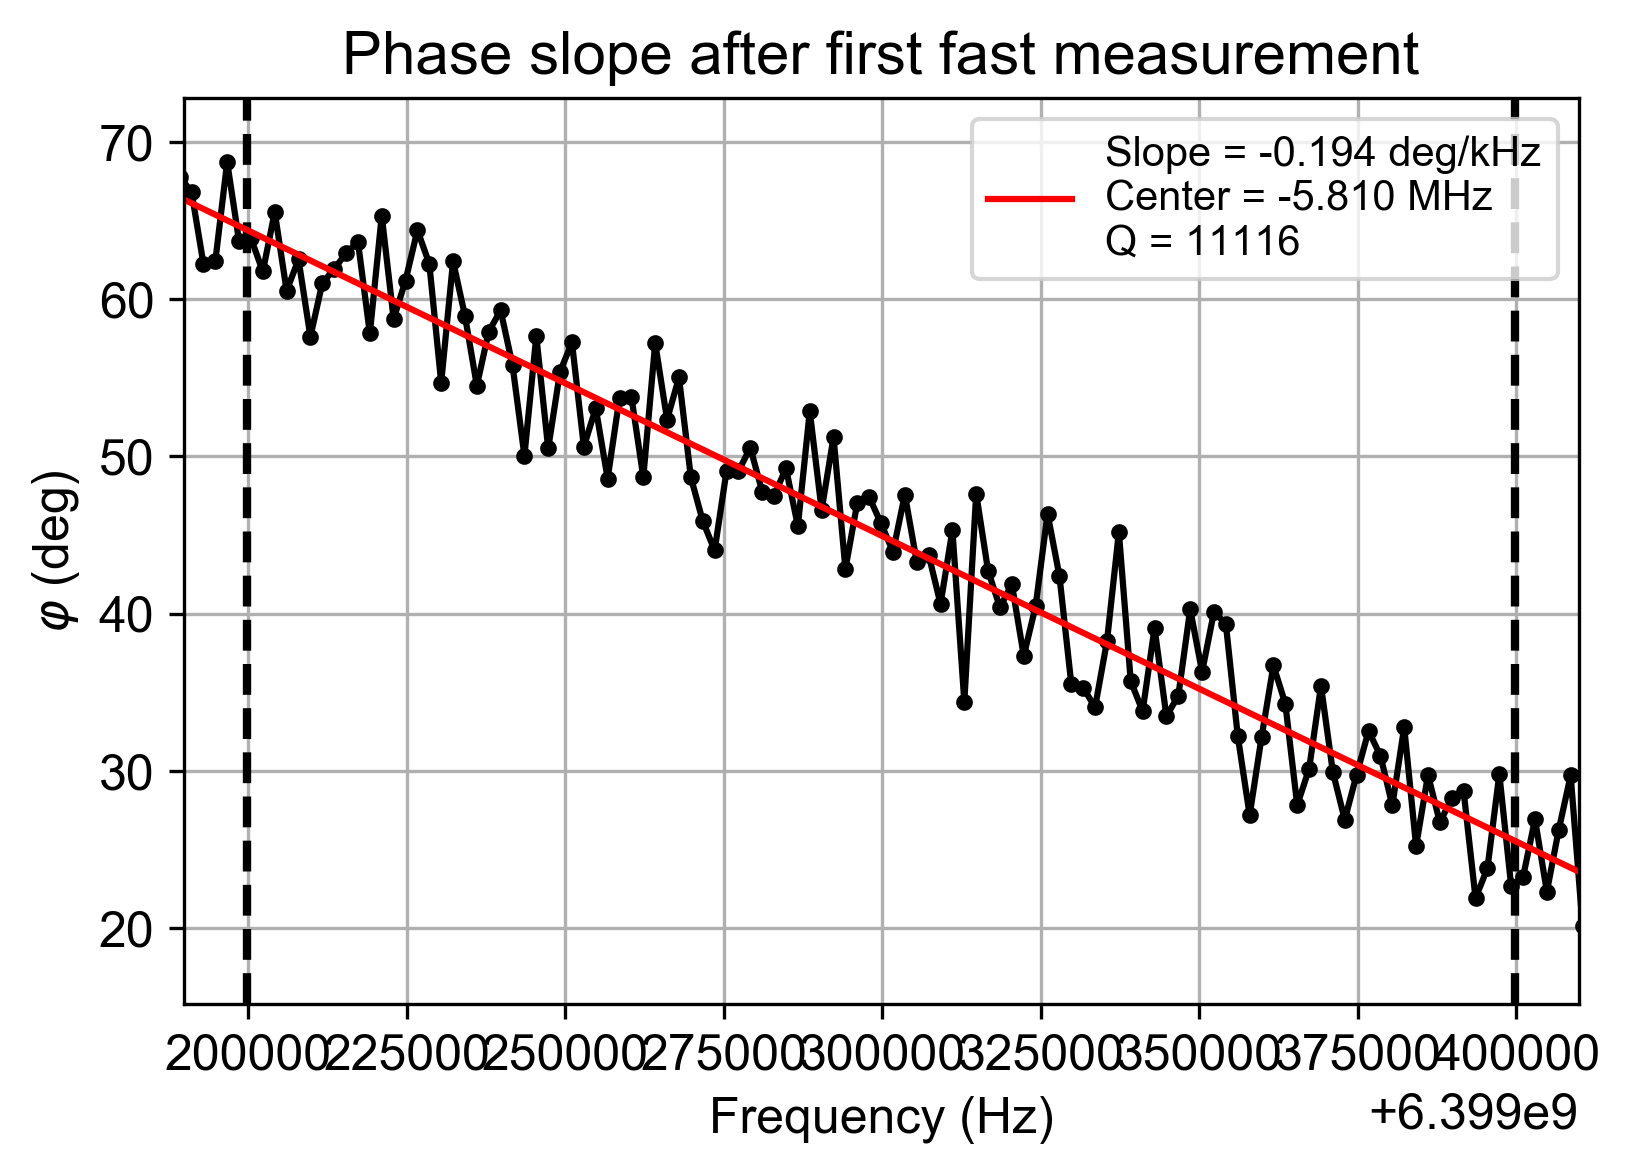 Phase slope after first fast measurement
Slope = -0.194 deg/kHz
Center = -5.810 MHz
Q = 11116
70
60
50
40
30
20
φ (deg)
200000 225000 250000 275000 300000 325000 350000 375000 400000
Frequency (Hz)
+6.399e9